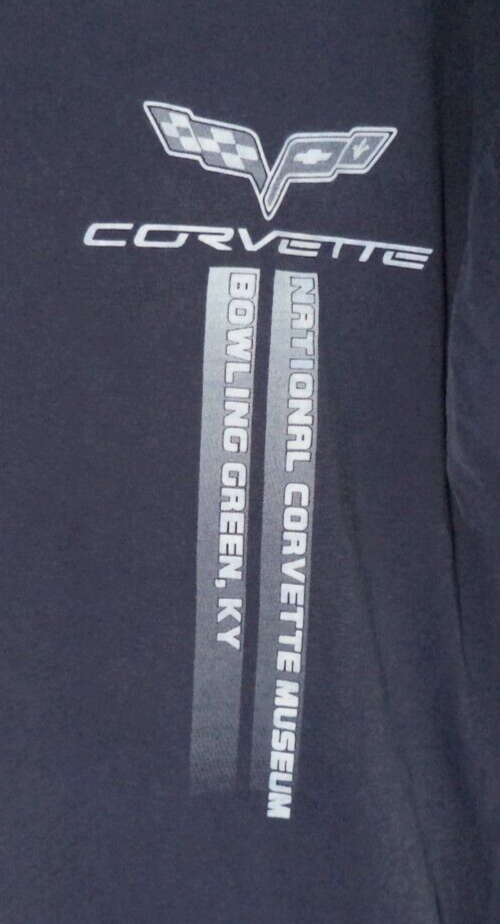 CORVETTE
NATIONAL CORVETTE MUSEUM
BOWLING GREEN, KY